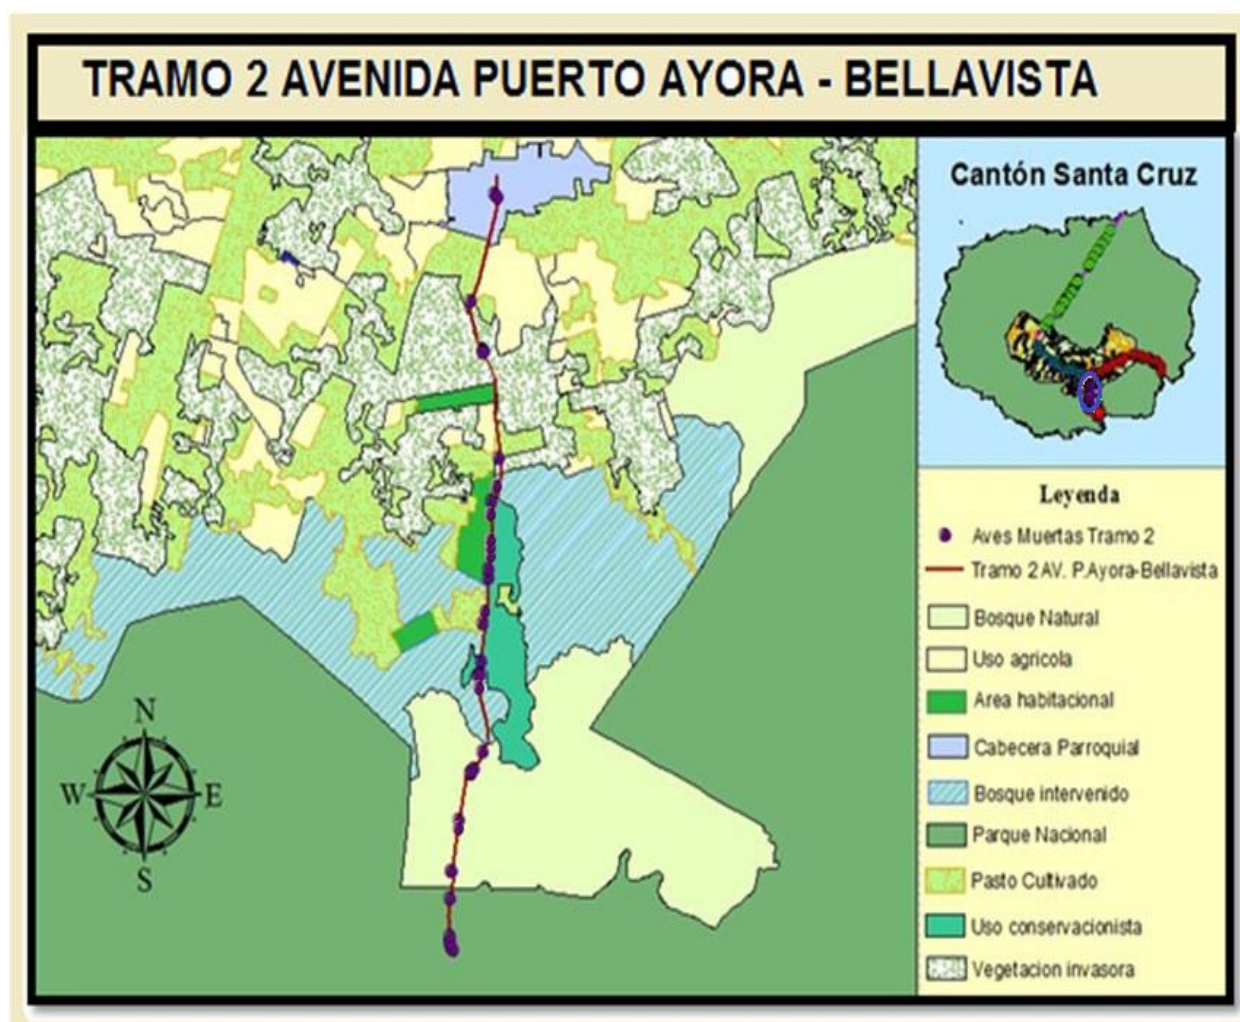 TRAMO 2 AVENIDA PUERTO AYORA - BELLAVISTA
Cantón Santa Cruz
N
W
E
S
Leyenda
Aves Muertas Tramo 2
Tramo 2 AV. P.Ayora-Bellavista
Bosque Natural
Uso agricola
Area habitacional
Cabecera Parroquial
Bosque intervenido
Parque Nacional
Pasto Cultivado
Uso conservacionista
Vegetacion invasora